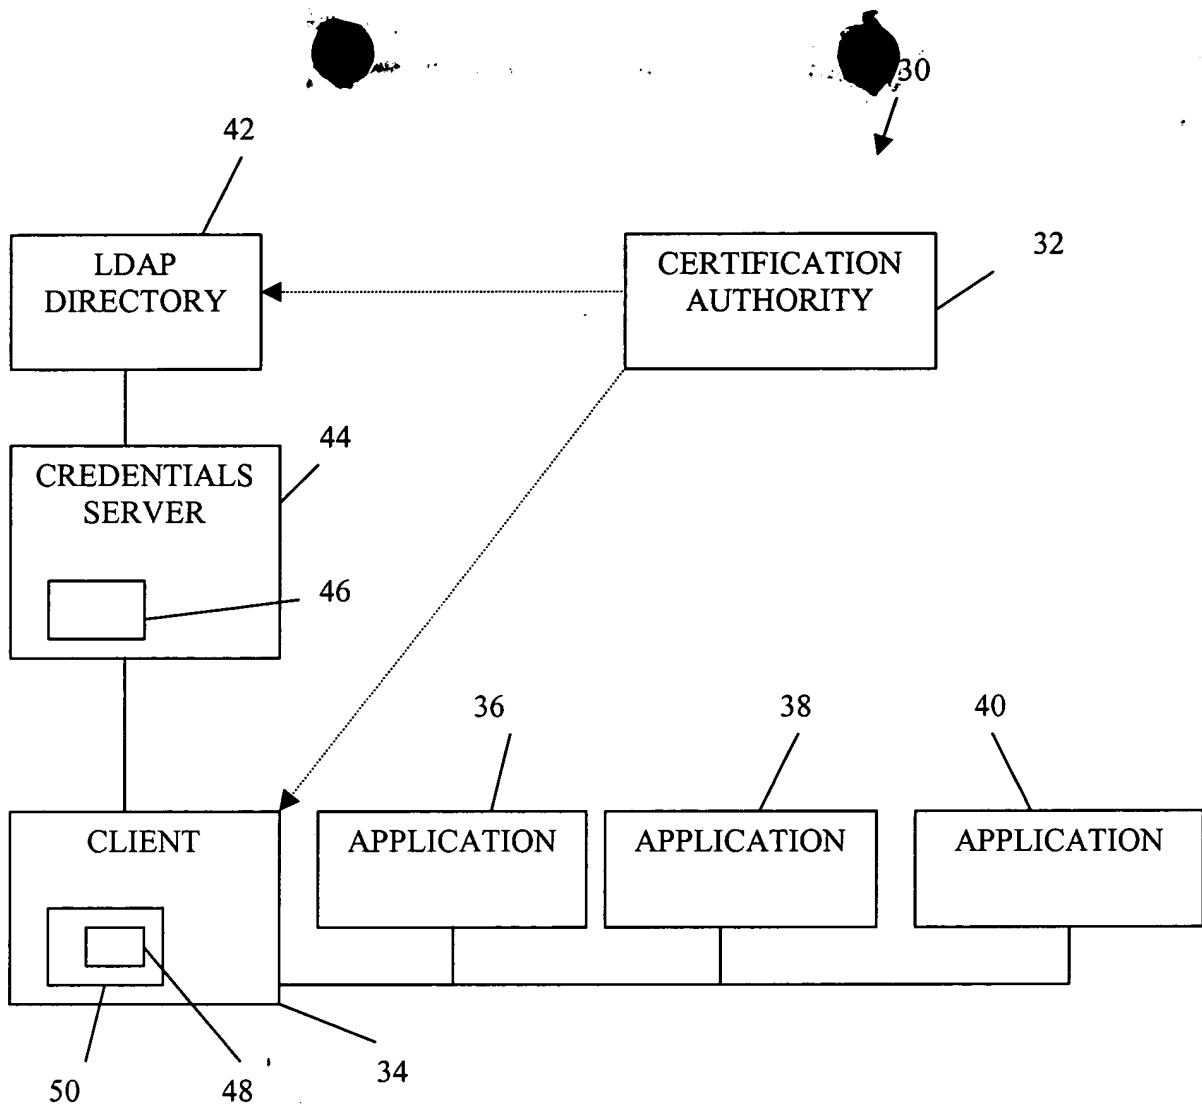 30
42
32
LDAP
DIRECTORY
CERTIFICATION
AUTHORITY
44
CREDENTIALS
SERVER
46
36
38
40
CLIENT
APPLICATION
APPLICATION
APPLICATION
50
48
34